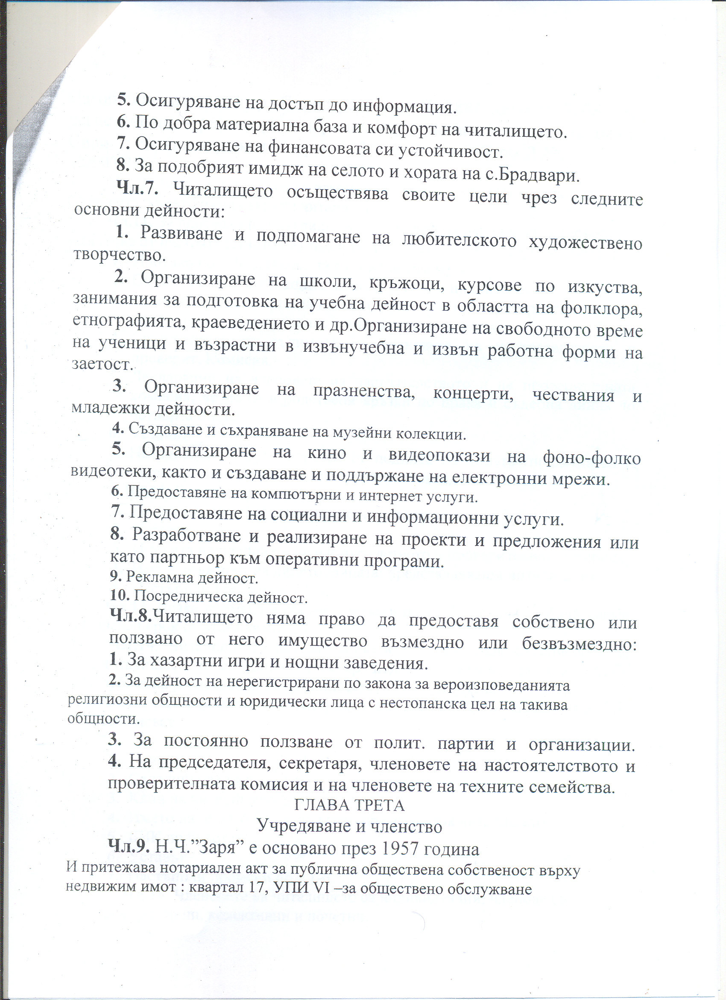 5. Осигуряване на достъп до информация.
6. По добра материална база и комфорт на читалището.
7. Осигуряване на финансовата си устойчивост.
8. За подобрият имидж на селото и хората на с.Брадвари.
Чл.7. Читалището осъществява своите цели чрез следните
основни дейности:
1. Развиване и подпомагане на любителското художествено
творчество.
2. Организиране на школи, кръжоци, курсове по изкуства,
занимания за подготовка на учебна дейност в областта на фолклора,
етнографията, краеведението и др.Организиране на свободното време
на ученици и възрастни в извънучебна и извън работна форми на
заетост.
3. Организиране на празненства, концерти, чествания и
младежки дейности.
4. Създаване и съхраняване на музейни колекции.
5. Организиране на кино и видеопокази на фоно-фолко
видеотеки, както и създаване и поддържане на електронни мрежи.
6. Предоставяне на компютърни и интернет услуги.
7. Предоставяне на социални и информационни услуги.
8. Разработване и реализиране на проекти и предложения или
като партньор към оперативни програми.
9. Рекламна дейност.
10. Посредническа дейност.
Чл.8.Читалището няма право да предоставя собствено или
ползвано от него имущество възмездно или безвъзмездно:
1. За хазартни игри и нощни заведения.
2. За дейност на нерегистрирани по закона за вероизповеданията
религиозни общности и юридически лица с нестопанска цел на такива
общности.
3. За постоянно ползване от полит. партии и организации.
4. На председателя, секретаря, членовете на настоятелството и
проверителната комисия и на членовете на техните семейства.
ГЛАВА ТРЕТА
Учредяване и членство
Чл.9. Н.Ч.”Заря” е основано през 1957 година
И притежава нотариален акт за публична обществена собственост върху
недвижим имот : квартал 17, УПИ VI –за обществено обслужване